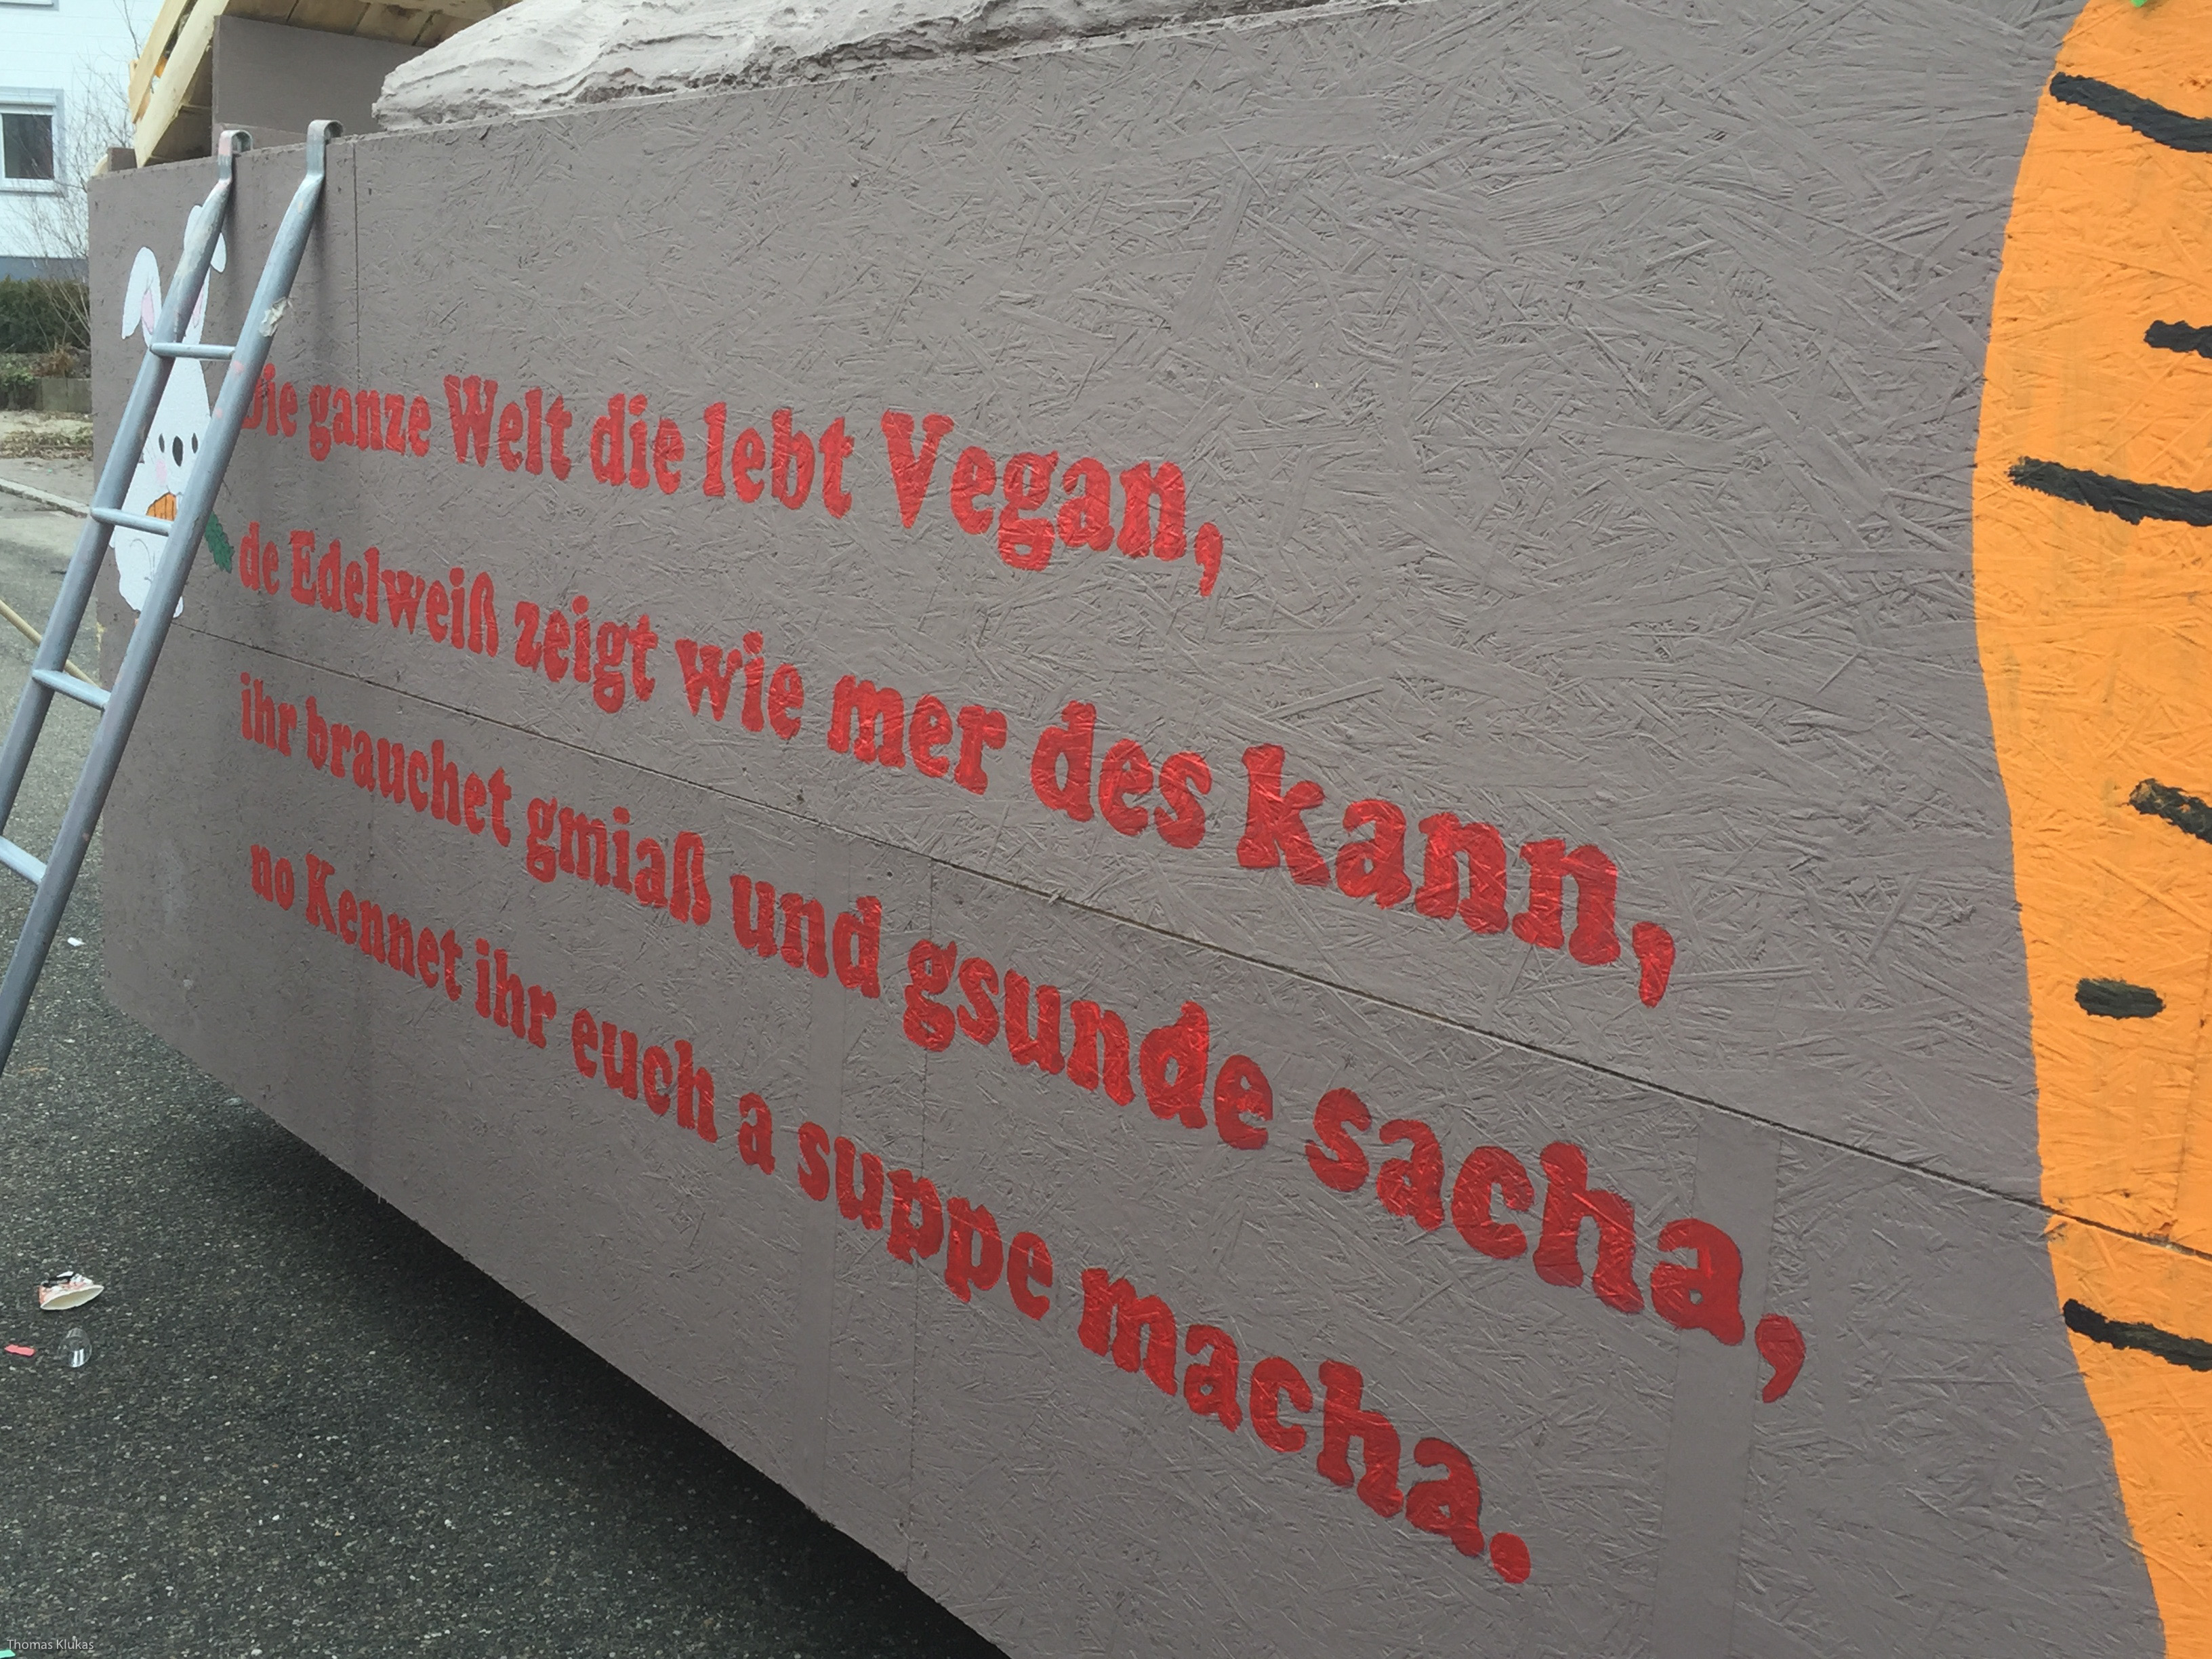 Die ganze Welt die lebt Vegan,
de Edelweiß zeigt wie mer des kann,
ihr brauchet gmiaß und gsunde sacha,
no Kennet ihr euch a suppe macha.
Thomas Klukas